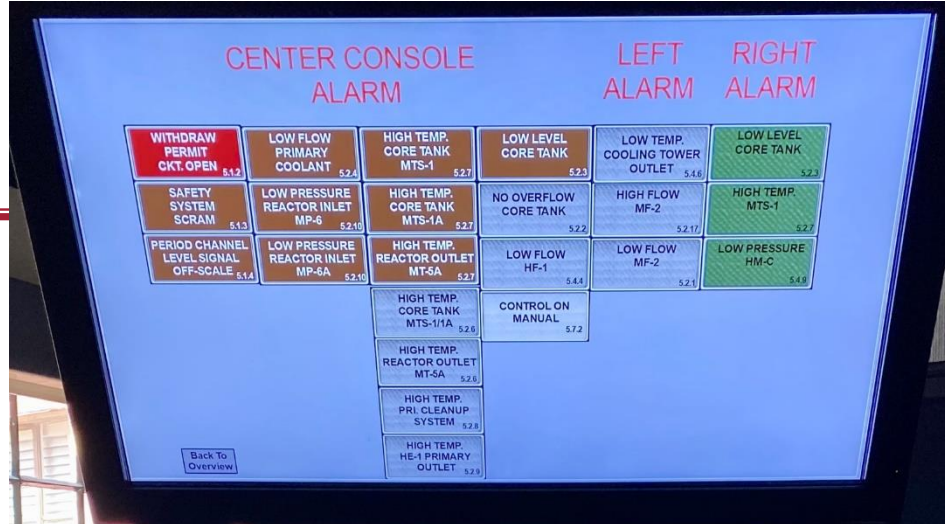 CENTER CONSOLE
ALARM
LEFT
ALARM
RIGHT
ALARM
WITHDRAW
PERMIT
CKT. OPEN 5.1.2
LOW FLOW
PRIMARY
COOLANT 5.2.4
HIGH TEMP.
CORE TANK
MTS-1 5.2.7
LOW LEVEL
CORE TANK
5.2.3
LOW TEMP.
COOLING TOWER
OUTLET 5.4.6
LOW LEVEL
CORE TANK
5.2.3
SAFETY
SYSTEM
SCRAM 5.1.3
LOW PRESSURE
REACTOR INLET
MP-6 5.2.10
HIGH TEMP.
CORE TANK
MTS-1A 5.2.7
NO OVERFLOW
CORE TANK
5.2.2
HIGH FLOW
MF-2
5.2.17
HIGH TEMP.
MTS-1
5.2.7
PERIOD CHANNEL
LEVEL SIGNAL
OFF-SCALE 5.1.4
LOW PRESSURE
REACTOR INLET
MP-6A 5.2.10
HIGH TEMP.
REACTOR OUTLET
MT-5A 5.2.7
LOW FLOW
HF-1
5.4.4
LOW FLOW
MF-2
5.2.1
LOW PRESSURE
HM-C
5.4.9
HIGH TEMP.
CORE TANK
MTS-1/1A 5.2.6
CONTROL ON
MANUAL
5.7.2
HIGH TEMP.
REACTOR OUTLET
MT-5A 5.2.6
HIGH TEMP.
PRI. CLEANUP
SYSTEM 5.2.8
HIGH TEMP.
HE-1 PRIMARY
OUTLET 5.2.9
Back To
Overview